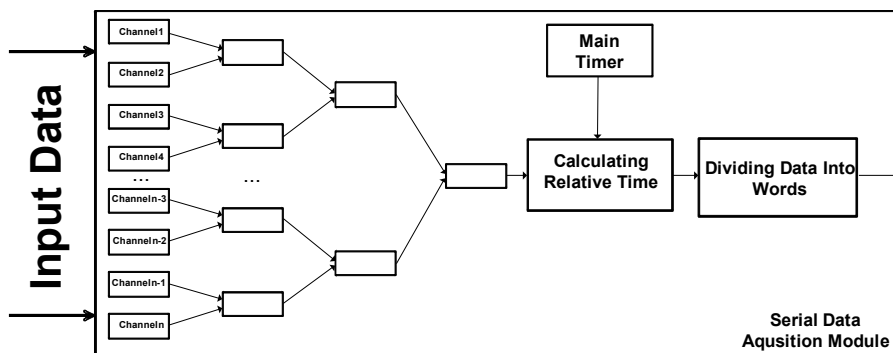 Input Data
Channel1
Channel2
Channel3
Channel4
...
Channeln-3
Channeln-2
Channeln-1
Channeln
...
Main
Timer
Calculating
Relative Time
Dividing Data Into
Words
Serial Data
Aqusition Module